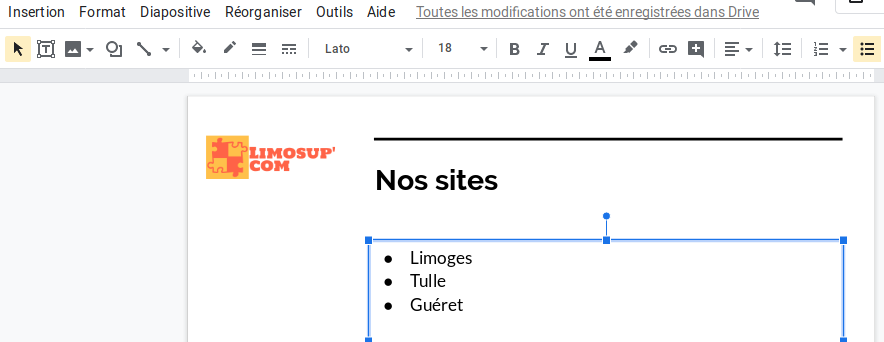 Insertion Format Diapositive Réorganiser Outils Aide Toutes les modifications ont été enregistrées dans Drive
Lato 18 B I U A
LIMOSUP'
COM
Nos sites
● Limoges
● Tulle
● Guéret